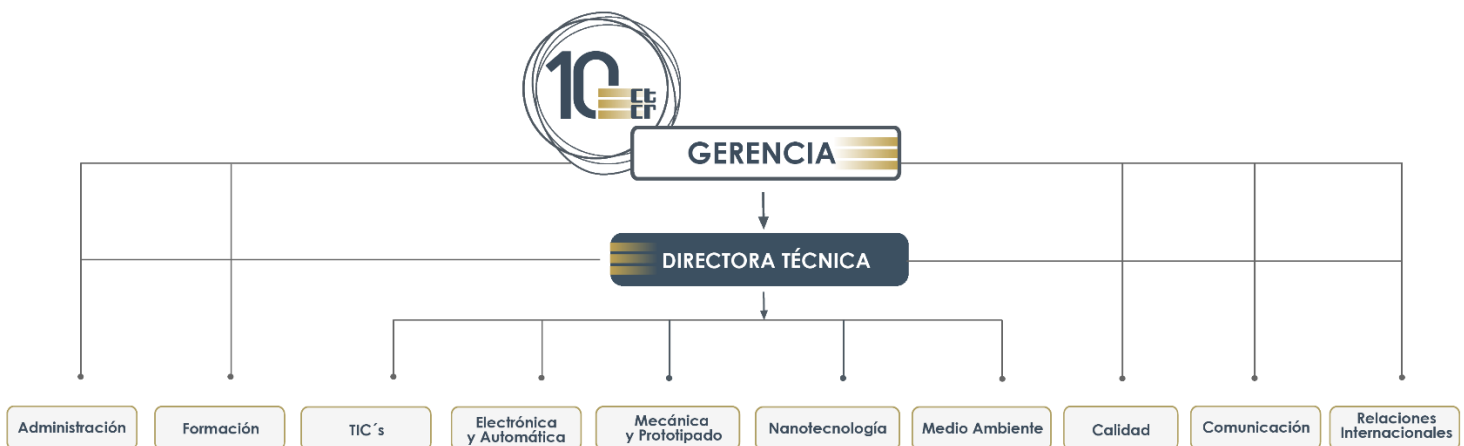 10
ct
cr
GERENCIA
DIRECTORA TÉCNICA
Administración
Formación
TIC´s
Electrónica
y Automática
Mecánica
y Prototipado
Nanotecnología
Medio Ambiente
Calidad
Comunicación
Relaciones
Internacionales